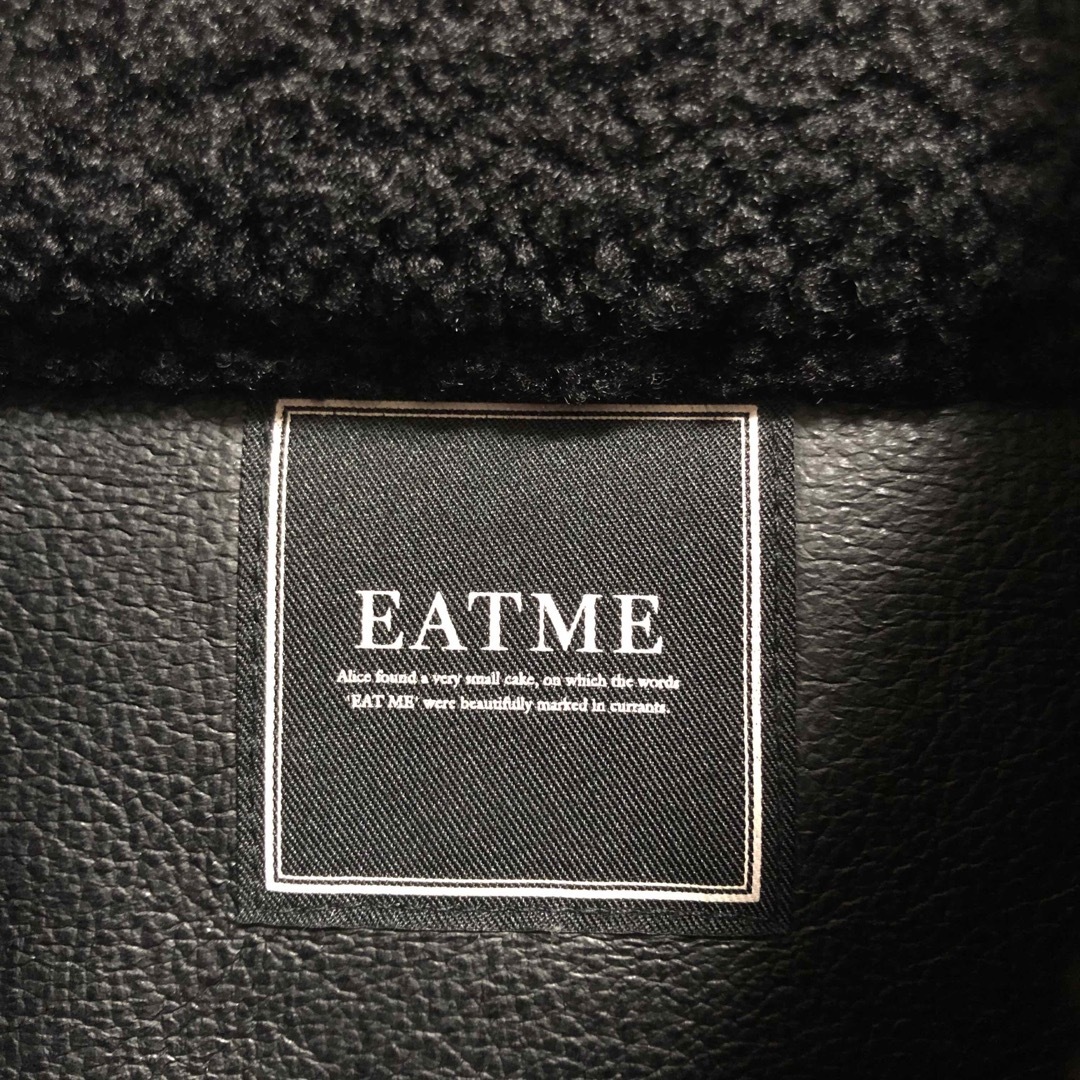 EATME
Alice found a very small cake, on which the words
‘EAT ME’ were beautifully marked in currants.